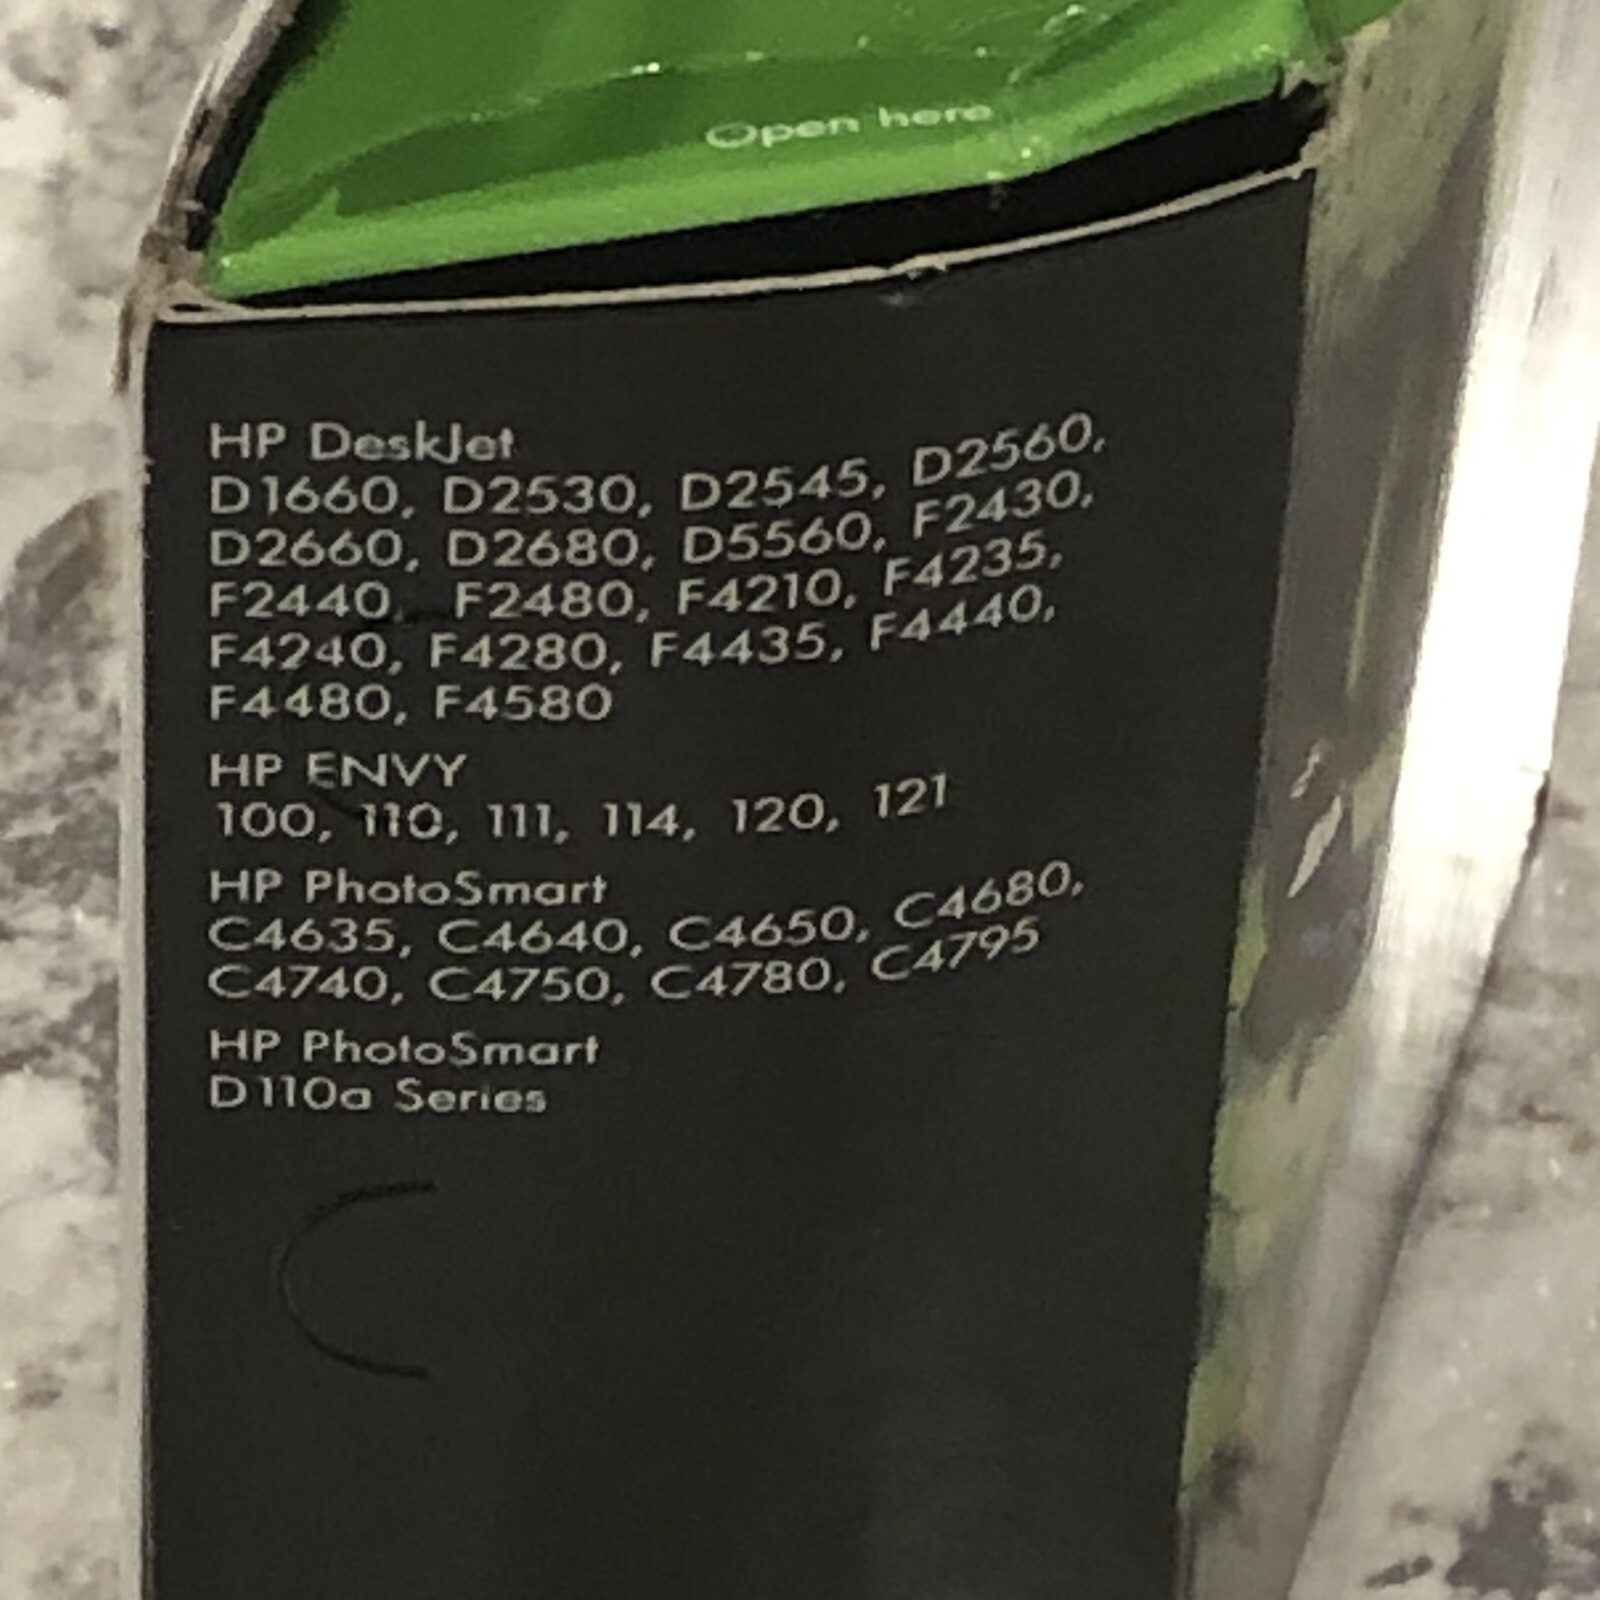 Open here
HP DeskJet
D1660, D2530, D2545, D2560,
D2660, D2680, D5560, F2430,
F2440, F2480, F4210, F4235,
F4240, F4280, F4435, F4440,
F4480, F4580
HP ENVY
100, 110, 111, 114, 120, 121
HP PhotoSmart
C4635, C4640, C4650, C4680,
C4740, C4750, C4780, C4795
HP PhotoSmart
D110a Series